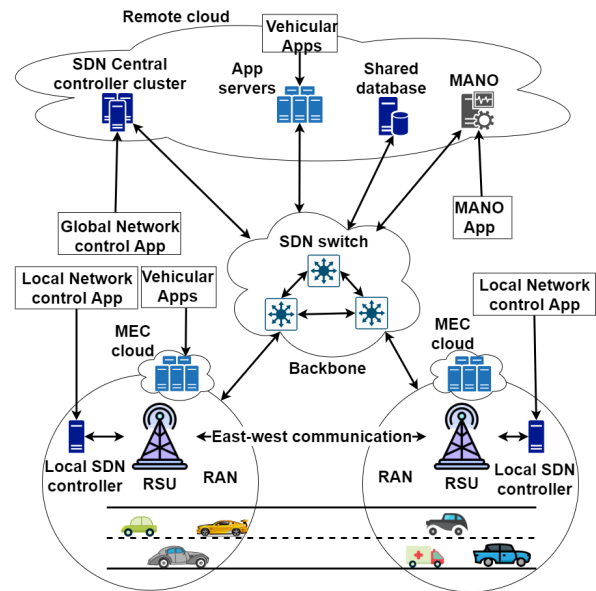 Remote cloud
Vehicular
Apps
SDN Central
controller cluster
App
servers
Shared
database
MANO
Global Network
control App
MANO
App
SDN switch
Local Network
control App
Vehicular
Apps
Local Network
control App
MEC
cloud
Backbone
MEC
cloud
East-west communication
Local SDN
controller
RSU
RAN
RAN
RSU
Local SDN
controller